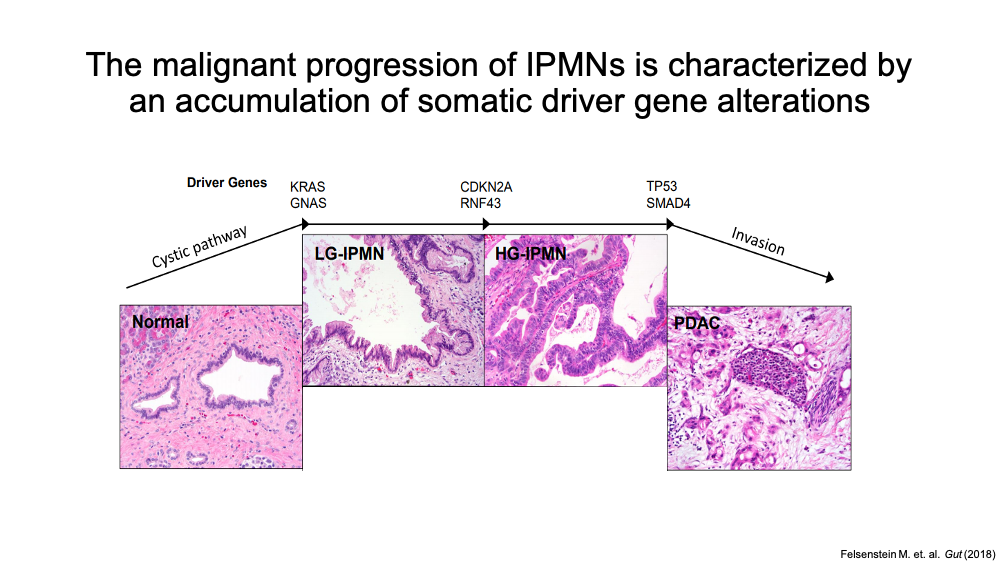 The malignant progression of IPMNs is characterized by
an accumulation of somatic driver gene alterations
Driver Genes
KRAS
GNAS
CDKN2A
RNF43
TP53
SMAD4
Cystic pathway
Invasion
LG-IPMN
HG-IPMN
Normal
PDAC
Felsenstein M. et. al. Gut (2018)